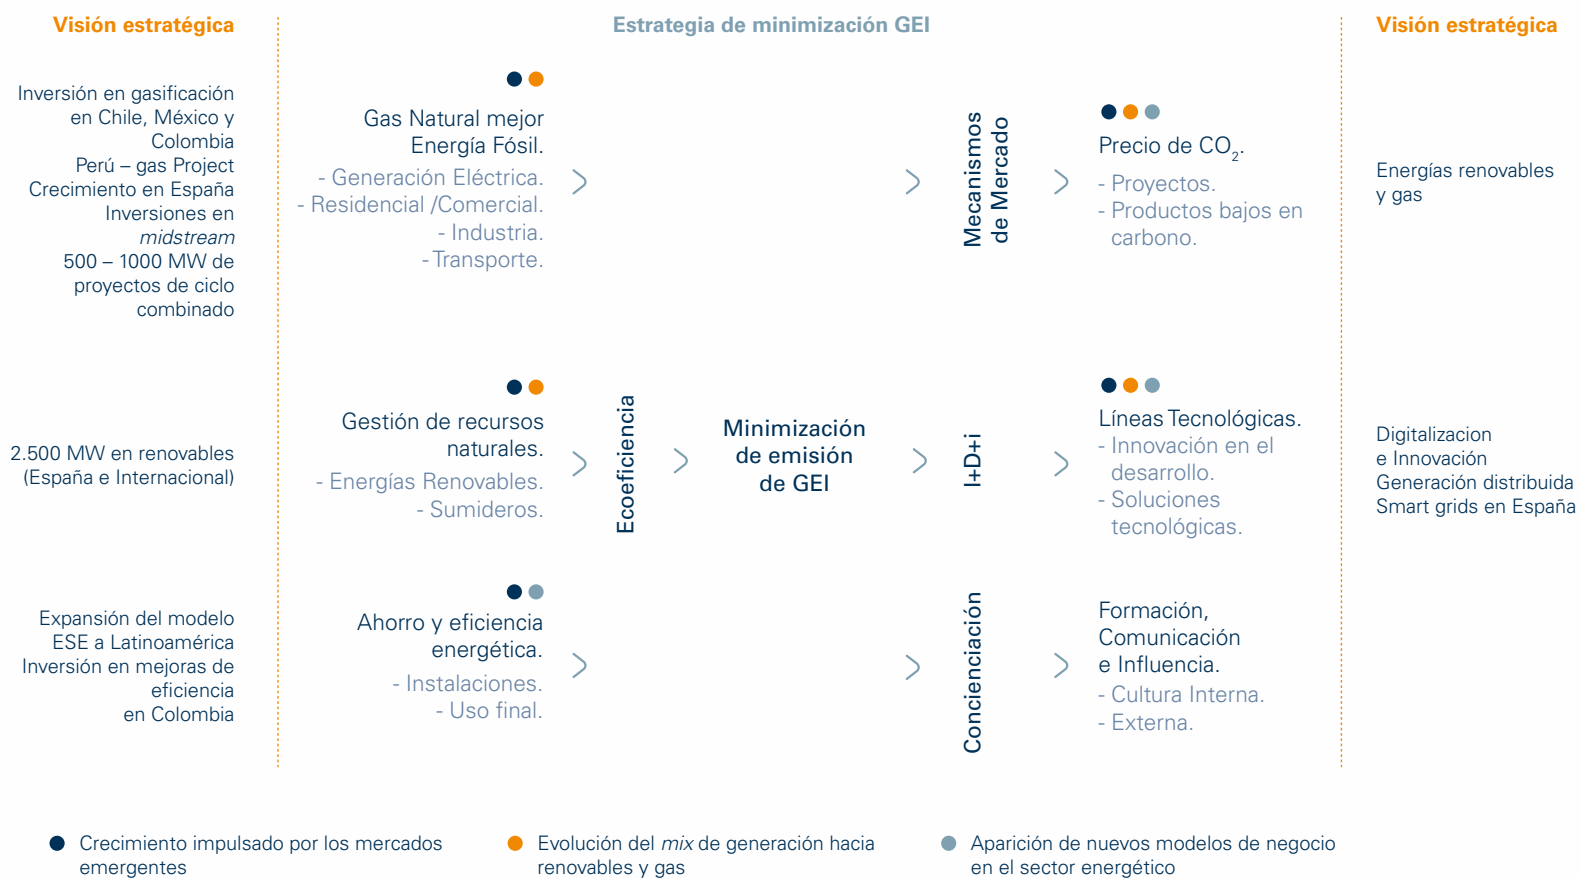 Visión estratégica
Estrategia de minimización GEI
Visión estratégica
Inversión en gasificación
en Chile, México y
Colombia
Perú – gas Project
Crecimiento en España
Inversiones en
midstream
500 – 1000 MW de
proyectos de ciclo
combinado
Gas Natural mejor
Energía Fósil.
- Generación Eléctrica.
- Residencial /Comercial.
- Industria.
- Transporte.
Mecanismos
de Mercado
Precio de CO2.
- Proyectos.
- Productos bajos en
carbono.
Energías renovables
y gas
2.500 MW en renovables
(España e Internacional)
Gestión de recursos
naturales.
- Energías Renovables.
- Sumideros.
Ecoeficiencia
Minimización
de emisión
de GEI
I+D+i
Líneas Tecnológicas.
- Innovación en el
desarrollo.
- Soluciones
tecnológicas.
Digitalizacion
e Innovación
Generación distribuida
Smart grids en España
Expansión del modelo
ESE a Latinoamérica
Inversión en mejoras de
eficiencia
en Colombia
Ahorro y eficiencia
energética.
- Instalaciones.
- Uso final.
Concienciación
Formación,
Comunicación
e Influencia.
- Cultura Interna.
- Externa.
Crecimiento impulsado por los mercados
emergentes
Evolución del mix de generación hacia
renovables y gas
Aparición de nuevos modelos de negocio
en el sector energético